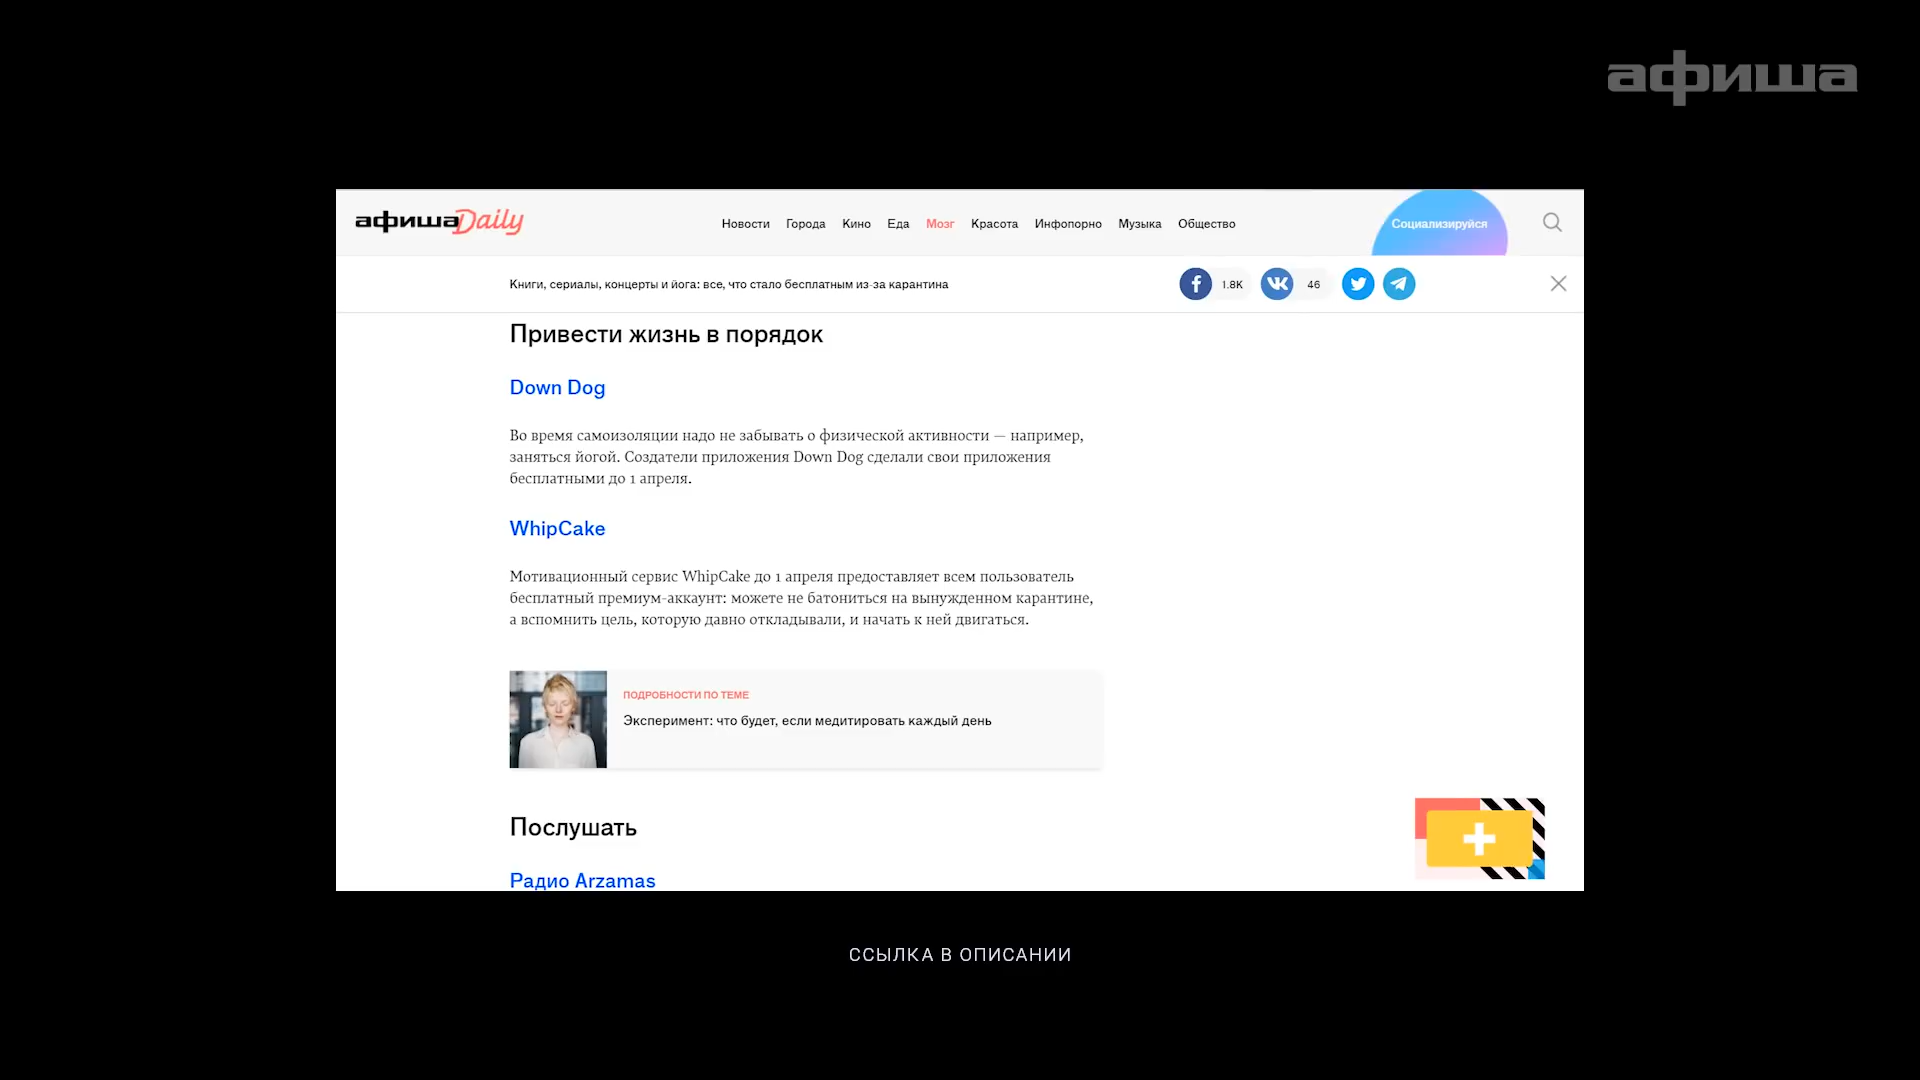 афиша
афишаDaily
Новости Города Кино Еда Мозг Красота Инфопорно Музыка Общество
Социализируйся
Книги, сериалы, концерты и йога: все, что стало бесплатным из-за карантина
1.8K
46
Привести жизнь в порядок
Down Dog
Во время самоизоляции надо не забывать о физической активности — например,
заняться йогой. Создатели приложения Down Dog сделали свои приложения
бесплатными до 1 апреля.
WhipCake
Мотивационный сервис WhipCake до 1 апреля предоставляет всем пользователь
бесплатный премиум-аккаунт: можете не батониться на вынужденном карантине,
а вспомнить цель, которую давно откладывали, и начать к ней двигаться.
ПОДРОБНОСТИ ПО ТЕМЕ
Эксперимент: что будет, если медитировать каждый день
Послушать
Радио Arzamas
ССЫЛКА В ОПИСАНИИ